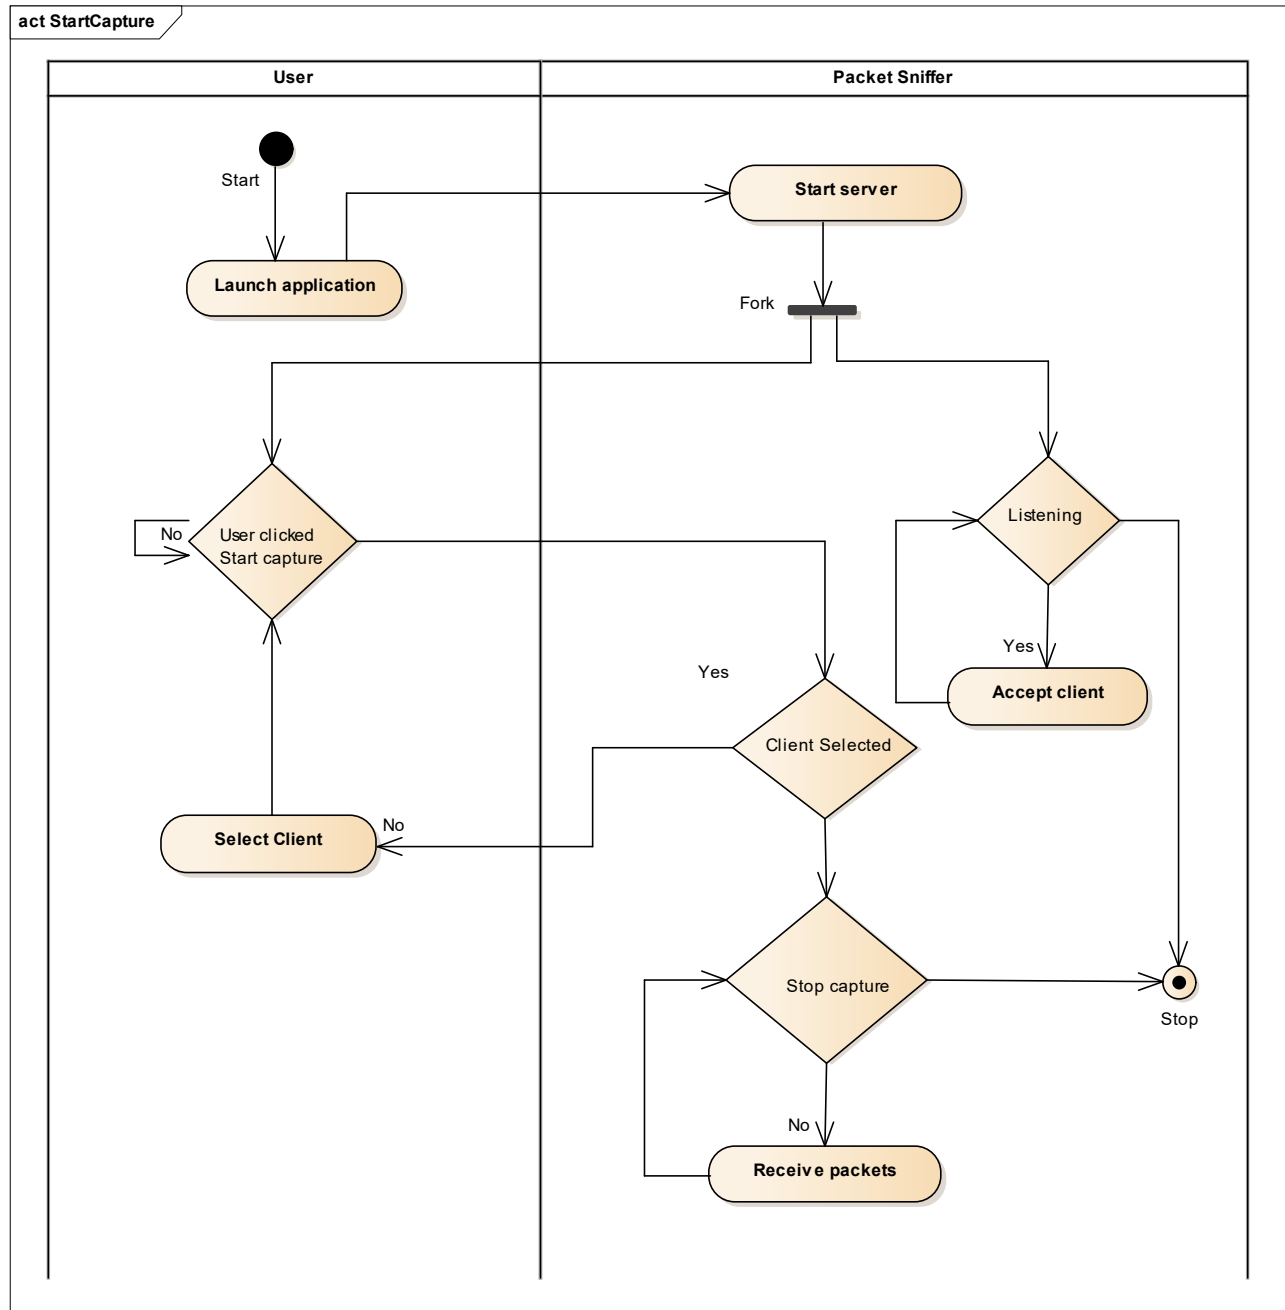 act StartCapture
User
Packet Sniffer
Start
Start server
Launch application
Fork
No
User clicked
Start capture
Listening
Yes
Yes
Accept client
Client Selected
No
Select Client
Stop capture
Stop
No
Receive packets